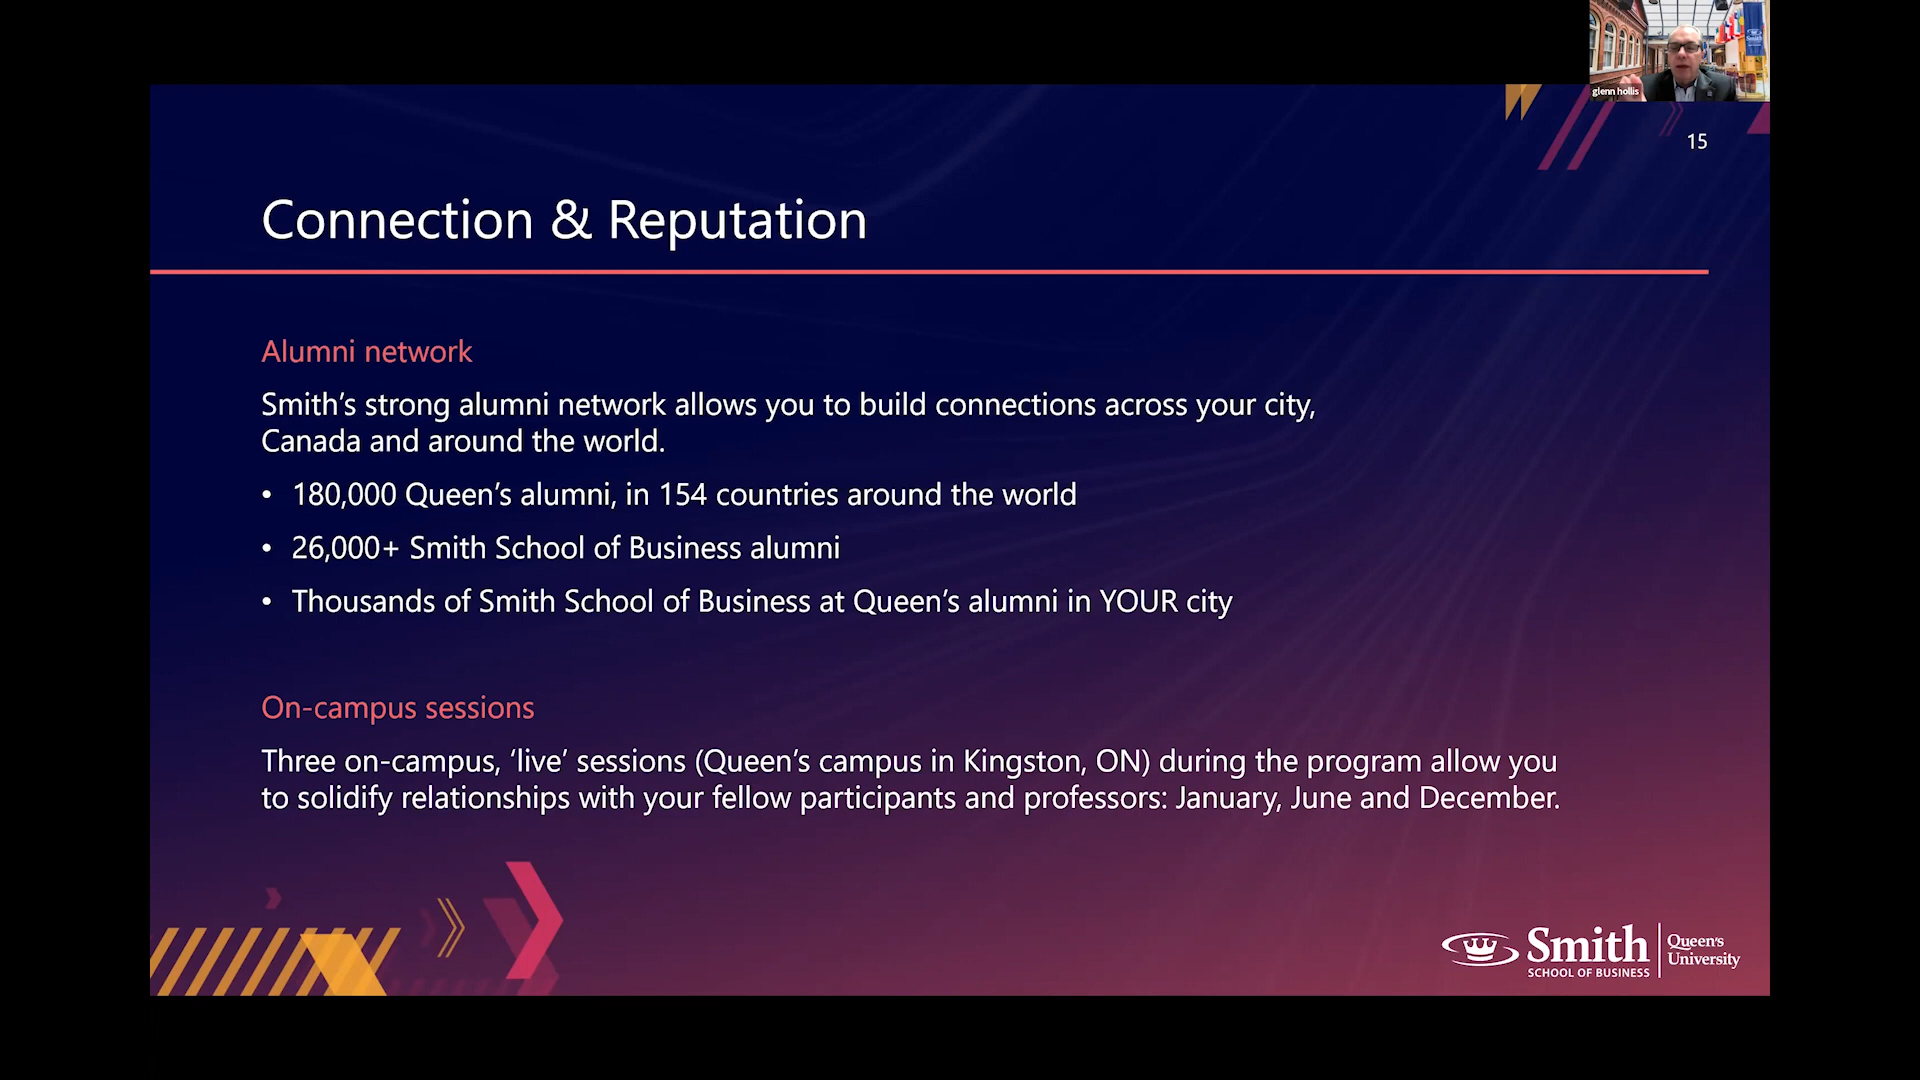 glenn hollis
15
Connection & Reputation
Alumni network
Smith’s strong alumni network allows you to build connections across your city,
Canada and around the world.
• 180,000 Queen’s alumni, in 154 countries around the world
• 26,000+ Smith School of Business alumni
• Thousands of Smith School of Business at Queen’s alumni in YOUR city
On-campus sessions
Three on-campus, ‘live’ sessions (Queen’s campus in Kingston, ON) during the program allow you
to solidify relationships with your fellow participants and professors: January, June and December.
Smith
SCHOOL OF BUSINESS
Queen’s
University